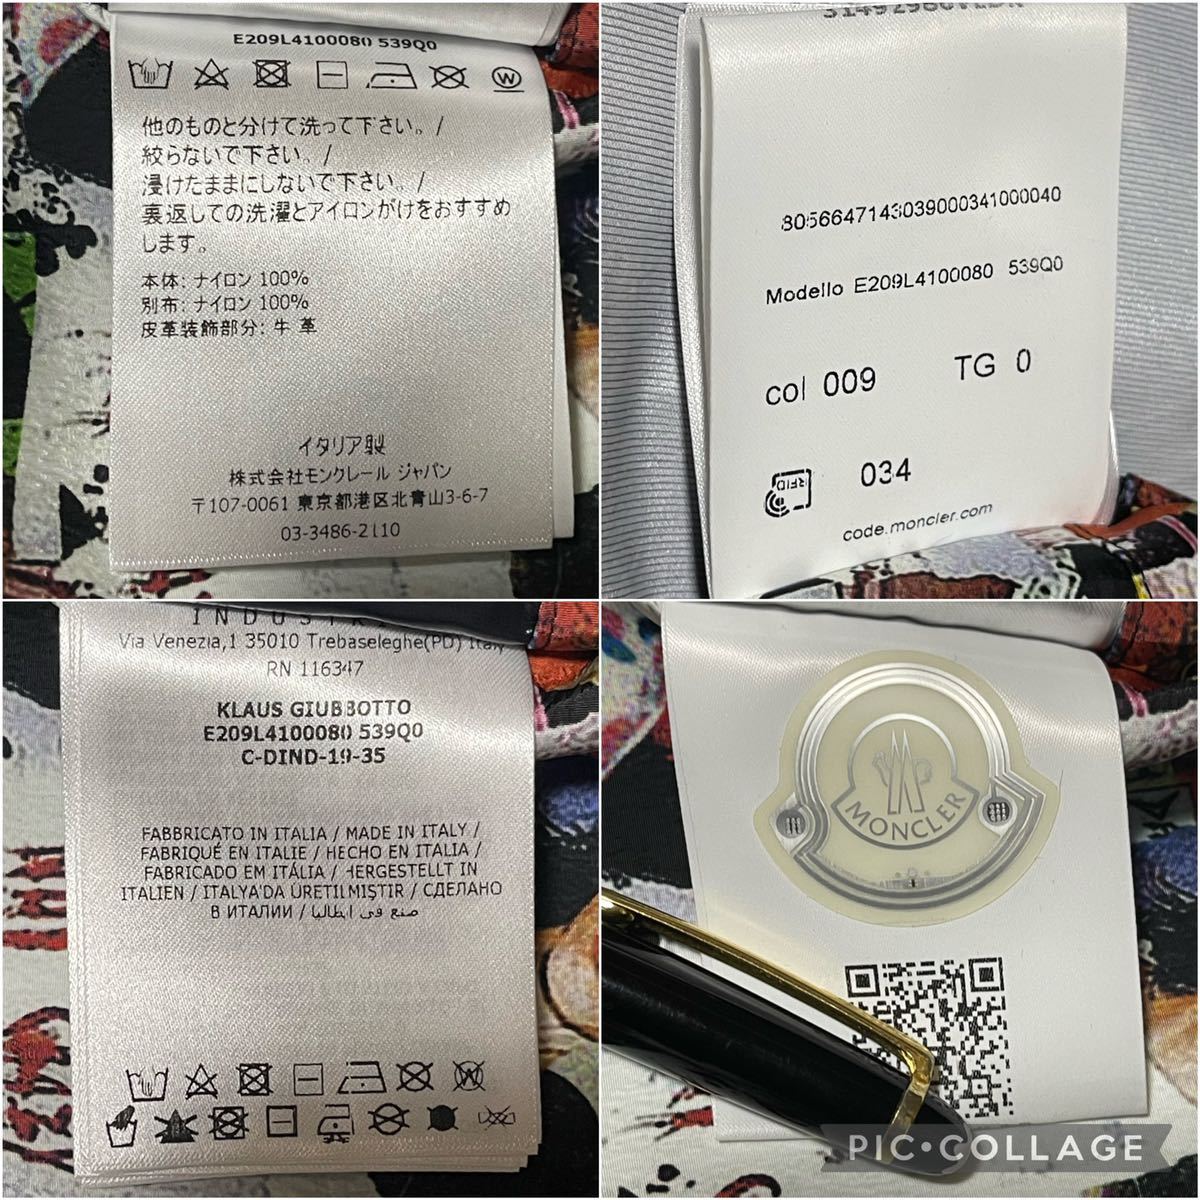 E209L4100080 539Q0
W
他のものと分けて洗って下さい。/
絞らないで下さい。/
浸けたままにしないで下さい。/
裏返しての洗濯とアイロンがけをおすすめ
します。
本体: ナイロン 100%
別布: ナイロン 100%
皮革装飾部分: 牛 革
イタリア製
株式会社モンクレール ジャパン
〒107-0061 東京都港区北青山3-6-7
03-3486-2110
8056647143039000341000040
Modello E209L4100080 539Q0
col 009 TG 0
RFID 034
code.moncler.com
Via Venezia,1 35010 Trebaseleghe(PD) Italy
RN 116347
KLAUS GIUBBOTTO
E209L4100080 539Q0
C-DIND-19-35
FABBRICATO IN ITALIA / MADE IN ITALY /
FABRIQUÉ EN ITALIE / HECHO EN ITALIA /
FABRICADO EM ITÁLIA / HERGESTELLT IN
ITALIEN / ITALYA'DA ÜRETILMIŞTIR / СДЕЛАНО
В ИТАЛИИ / صنع في إيطاليا
W
MONCLER
PIC•COLLAGE